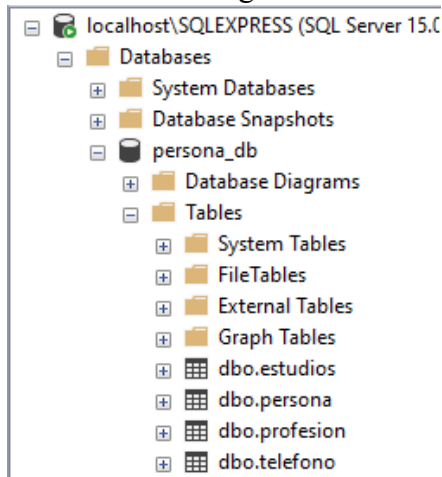 localhost\SQLEXPRESS (SQL Server 15.0
Databases
System Databases
Database Snapshots
persona_db
Database Diagrams
Tables
System Tables
FileTables
External Tables
Graph Tables
dbo.estudios
dbo.persona
dbo.profesion
dbo.telefono